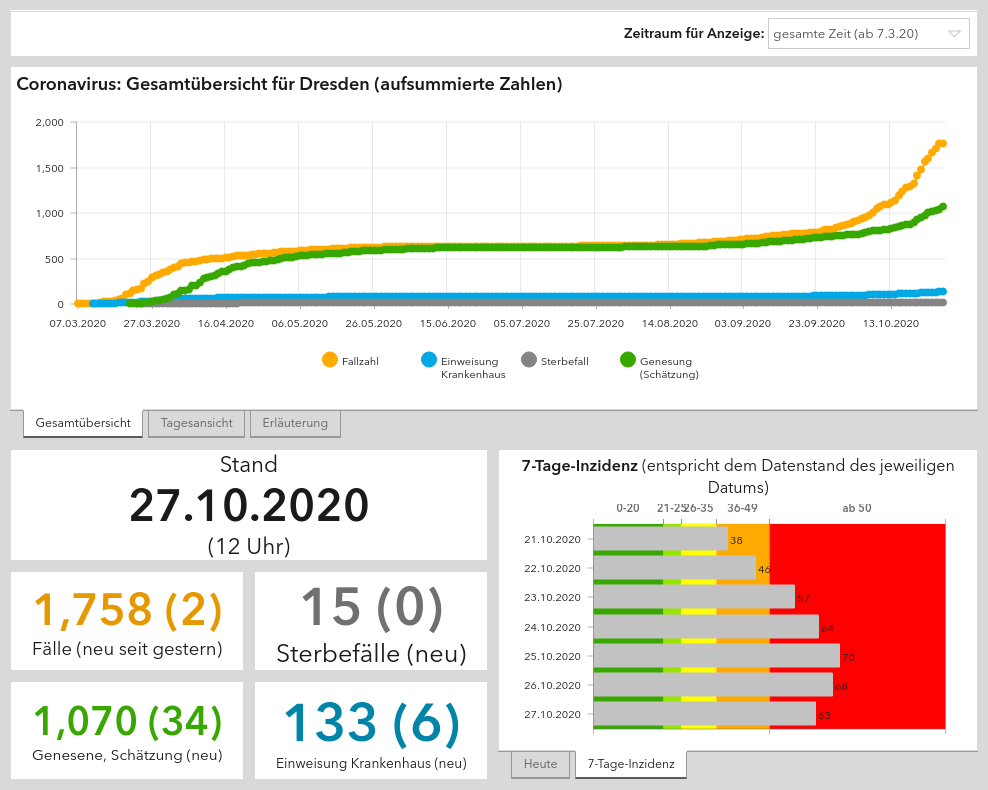 Zeitraum für Anzeige: gesamte Zeit (ab 7.3.20)
Coronavirus: Gesamtübersicht für Dresden (aufsummierte Zahlen)
2,000
1,500
1,000
500
0
07.03.2020 27.03.2020 16.04.2020 06.05.2020 26.05.2020 15.06.2020 05.07.2020 25.07.2020 14.08.2020 03.09.2020 23.09.2020 13.10.2020
Fallzahl
Einweisung
Krankenhaus
Sterbefall
Genesung
(Schätzung)
Gesamtübersicht Tagesansicht Erläuterung
Stand
27.10.2020
(12 Uhr)
1,758 (2)
Fälle (neu seit gestern)
15 (0)
Sterbefälle (neu)
1,070 (34)
Genesene, Schätzung (neu)
133 (6)
Einweisung Krankenhaus (neu)
7-Tage-Inzidenz (entspricht dem Datenstand des jeweiligen
Datums)
0-20 21-25 26-35 36-49 ab 50
21.10.2020 38
22.10.2020 46
23.10.2020 57
24.10.2020 64
25.10.2020 70
26.10.2020 68
27.10.2020 63
Heute 7-Tage-Inzidenz